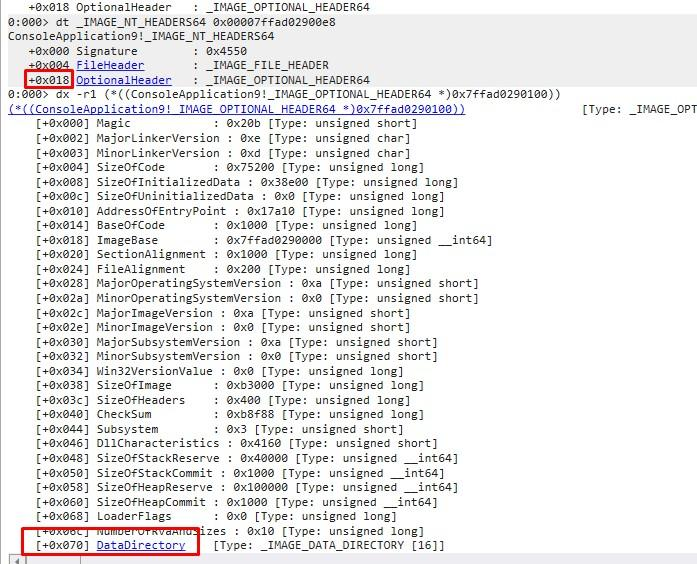 +0x018 OptionalHeader : _IMAGE_OPTIONAL_HEADER64
0:000> dt _IMAGE_NT_HEADERS64 0x00007ffad02900e8
ConsoleApplication9!_IMAGE_NT_HEADERS64
+0x000 Signature : 0x4550
+0x004 FileHeader : _IMAGE_FILE_HEADER
+0x018 OptionalHeader : _IMAGE_OPTIONAL_HEADER64
0:000> dx -r1 (*((ConsoleApplication9!_IMAGE_OPTIONAL_HEADER64 *)0x7ffad0290100))
(*((ConsoleApplication9!_IMAGE_OPTIONAL_HEADER64 *)0x7ffad0290100)) [Type: _IMAGE_OPT
[+0x000] Magic : 0x20b [Type: unsigned short]
[+0x002] MajorLinkerVersion : 0xe [Type: unsigned char]
[+0x003] MinorLinkerVersion : 0xd [Type: unsigned char]
[+0x004] SizeOfCode : 0x75200 [Type: unsigned long]
[+0x008] SizeOfInitializedData : 0x38e00 [Type: unsigned long]
[+0x00c] SizeOfUninitializedData : 0x0 [Type: unsigned long]
[+0x010] AddressOfEntryPoint : 0x17a10 [Type: unsigned long]
[+0x014] BaseOfCode : 0x1000 [Type: unsigned long]
[+0x018] ImageBase : 0x7ffad0290000 [Type: unsigned __int64]
[+0x020] SectionAlignment : 0x1000 [Type: unsigned long]
[+0x024] FileAlignment : 0x200 [Type: unsigned long]
[+0x028] MajorOperatingSystemVersion : 0xa [Type: unsigned short]
[+0x02a] MinorOperatingSystemVersion : 0x0 [Type: unsigned short]
[+0x02c] MajorImageVersion : 0xa [Type: unsigned short]
[+0x02e] MinorImageVersion : 0x0 [Type: unsigned short]
[+0x030] MajorSubsystemVersion : 0xa [Type: unsigned short]
[+0x032] MinorSubsystemVersion : 0x0 [Type: unsigned short]
[+0x034] Win32VersionValue : 0x0 [Type: unsigned long]
[+0x038] SizeOfImage : 0xb3000 [Type: unsigned long]
[+0x03c] SizeOfHeaders : 0x400 [Type: unsigned long]
[+0x040] CheckSum : 0xb8f88 [Type: unsigned long]
[+0x044] Subsystem : 0x3 [Type: unsigned short]
[+0x046] DllCharacteristics : 0x4160 [Type: unsigned short]
[+0x048] SizeOfStackReserve : 0x40000 [Type: unsigned __int64]
[+0x050] SizeOfStackCommit : 0x1000 [Type: unsigned __int64]
[+0x058] SizeOfHeapReserve : 0x100000 [Type: unsigned __int64]
[+0x060] SizeOfHeapCommit : 0x1000 [Type: unsigned __int64]
[+0x068] LoaderFlags : 0x0 [Type: unsigned long]
[+0x06c] NumberOfRvaAndSizes : 0x10 [Type: unsigned long]
[+0x070] DataDirectory [Type: _IMAGE_DATA_DIRECTORY [16]]